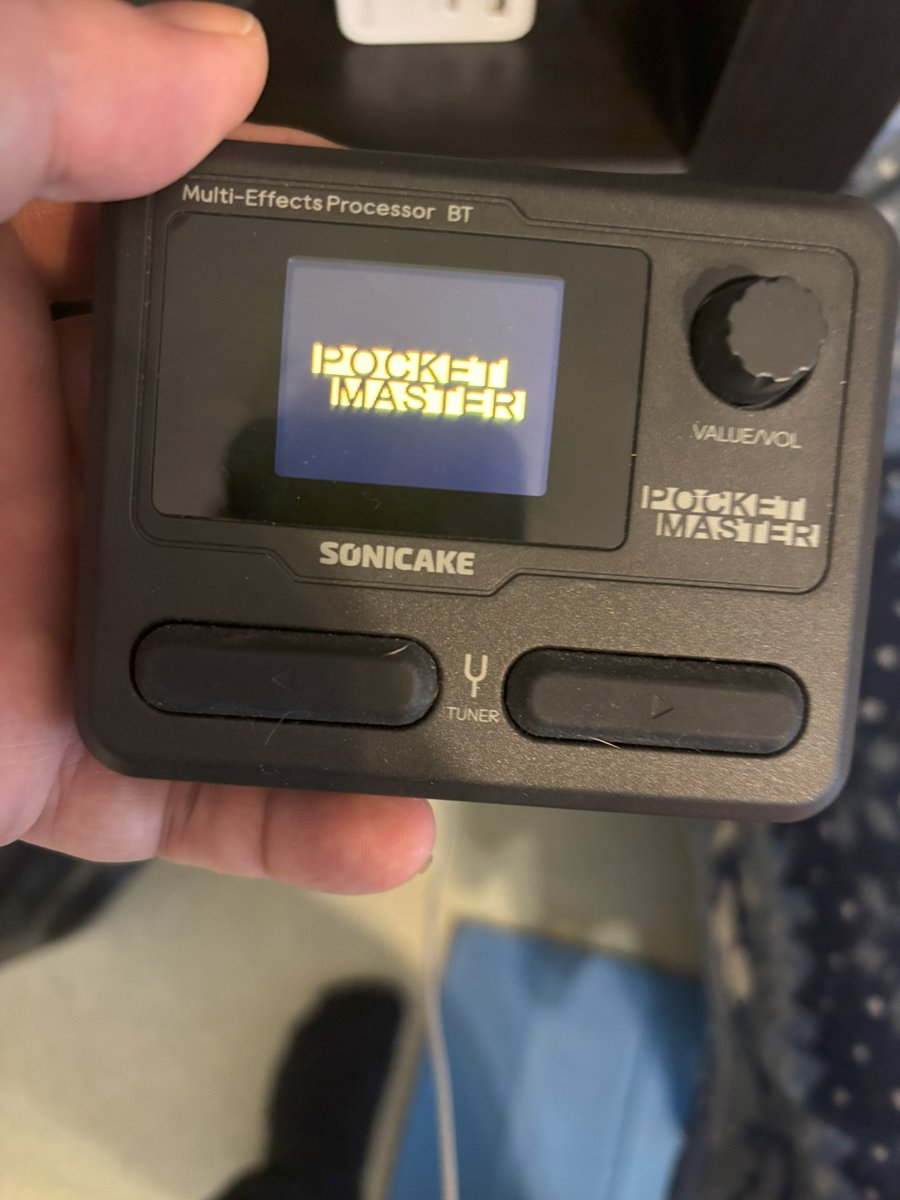 Multi-Effects Processor BT
POCKET
MASTER
VALUE/VOL
POCKET
MASTER
SONICAKE
TUNER